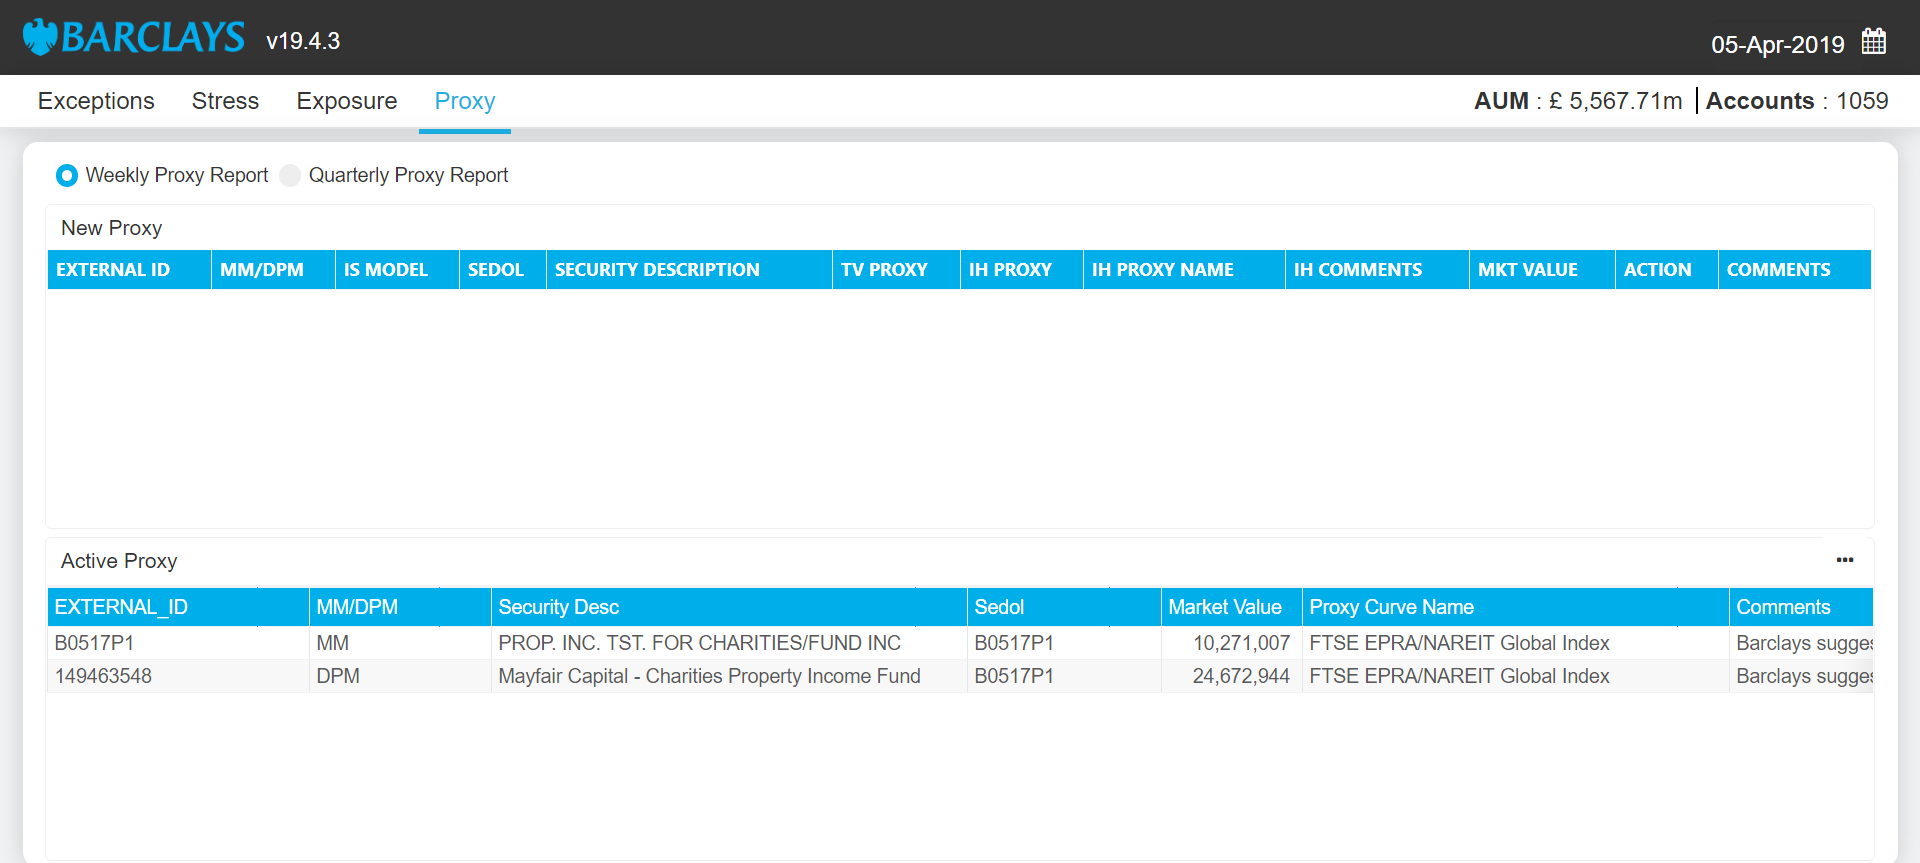 BARCLAYS v19.4.3 05-Apr-2019
Exceptions Stress Exposure Proxy AUM : £ 5,567.71m Accounts : 1059
Weekly Proxy Report Quarterly Proxy Report
New Proxy
EXTERNAL ID MM/DPM IS MODEL SEDOL SECURITY DESCRIPTION TV PROXY IH PROXY IH PROXY NAME IH COMMENTS MKT VALUE ACTION COMMENTS
Active Proxy
EXTERNAL_ID MM/DPM Security Desc Sedol Market Value Proxy Curve Name Comments
B0517P1 MM PROP. INC. TST. FOR CHARITIES/FUND INC B0517P1 10,271,007 FTSE EPRA/NAREIT Global Index Barclays sugges
149463548 DPM Mayfair Capital - Charities Property Income Fund B0517P1 24,672,944 FTSE EPRA/NAREIT Global Index Barclays sugges